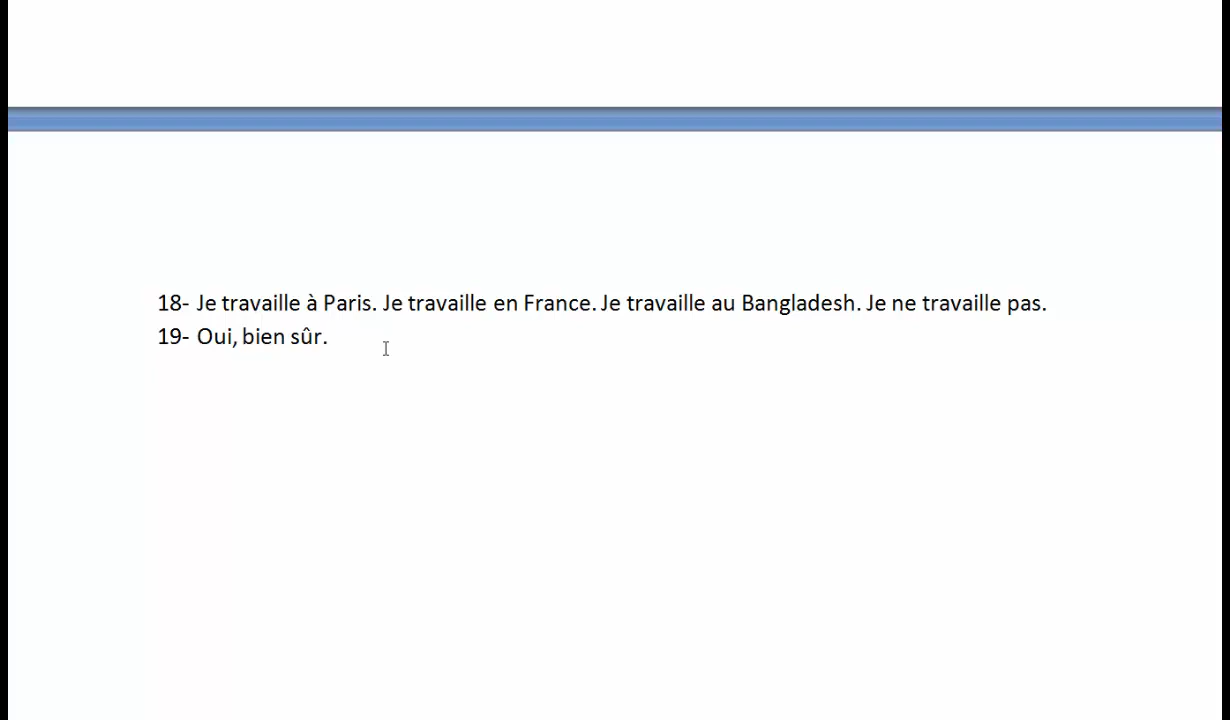 18- Je travaille à Paris. Je travaille en France. Je travaille au Bangladesh. Je ne travaille pas.
19- Oui, bien sûr.